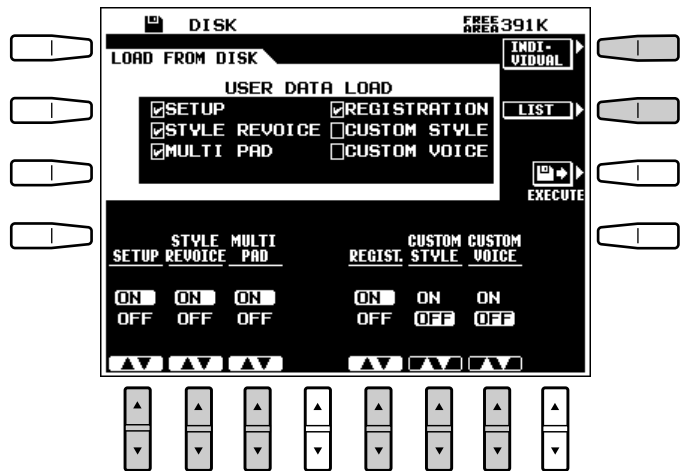 DISK FREE AREA 391K
LOAD FROM DISK
INDI-
VIDUAL
USER DATA LOAD
SETUP REGISTRATION
LIST
STYLE REVOICE CUSTOM STYLE
MULTI PAD CUSTOM VOICE
EXECUTE
SETUP STYLE REVOICE MULTI PAD REGIST. CUSTOM STYLE CUSTOM VOICE
ON ON ON ON ON ON
OFF OFF OFF OFF OFF OFF